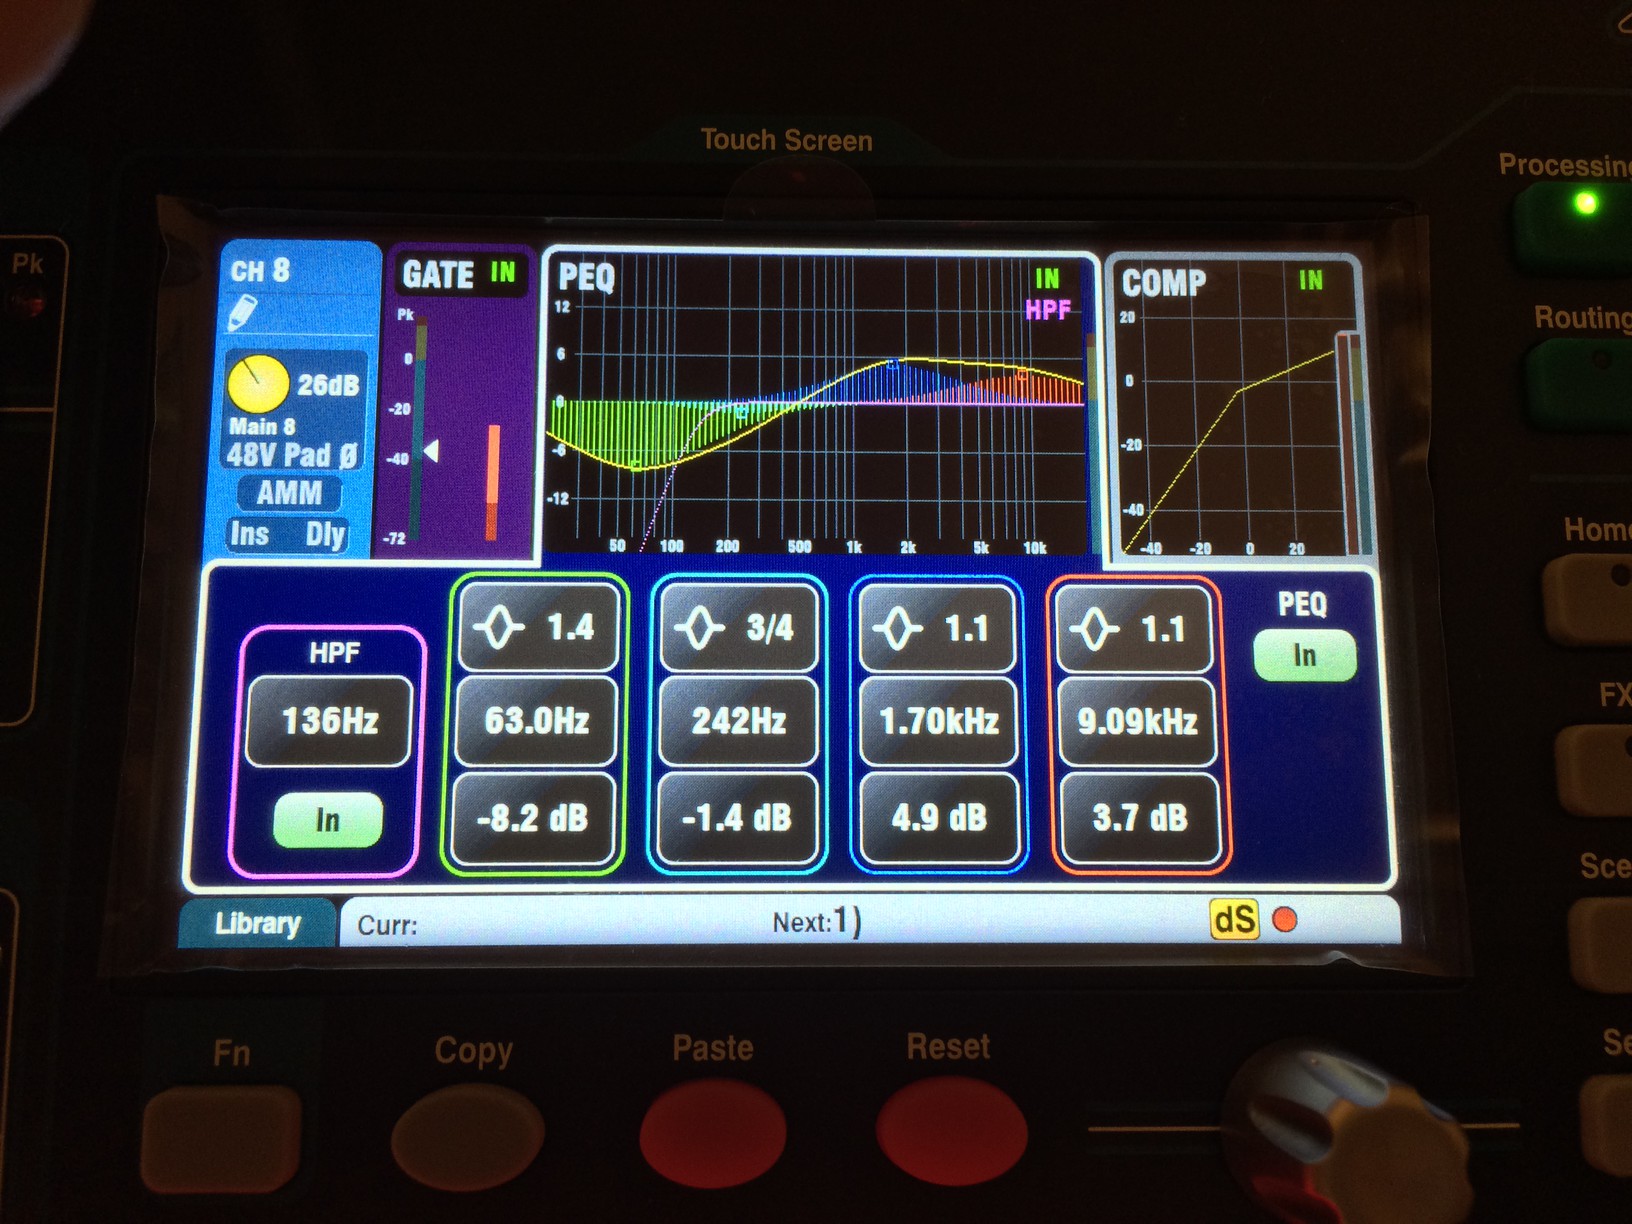 Touch Screen
Processing
Pk
Routing
Home
FX
CH 8
26dB
Main 8
48V Pad Ø
AMM
Ins Dly
GATE IN
Pk
0
-20
-40
-72
PEQ
IN
HPF
12
6
0
-6
-12
50 100 200 500 1k 2k 5k 10k
COMP IN
20
0
-20
-40
-40 -20 0 20
HPF
136Hz
In
1.4
63.0Hz
-8.2 dB
3/4
242Hz
-1.4 dB
1.1
1.70kHz
4.9 dB
1.1
9.09kHz
3.7 dB
PEQ
In
Library
Curr:
Next:1)
dS
Sce
Se
Fn
Copy
Paste
Reset